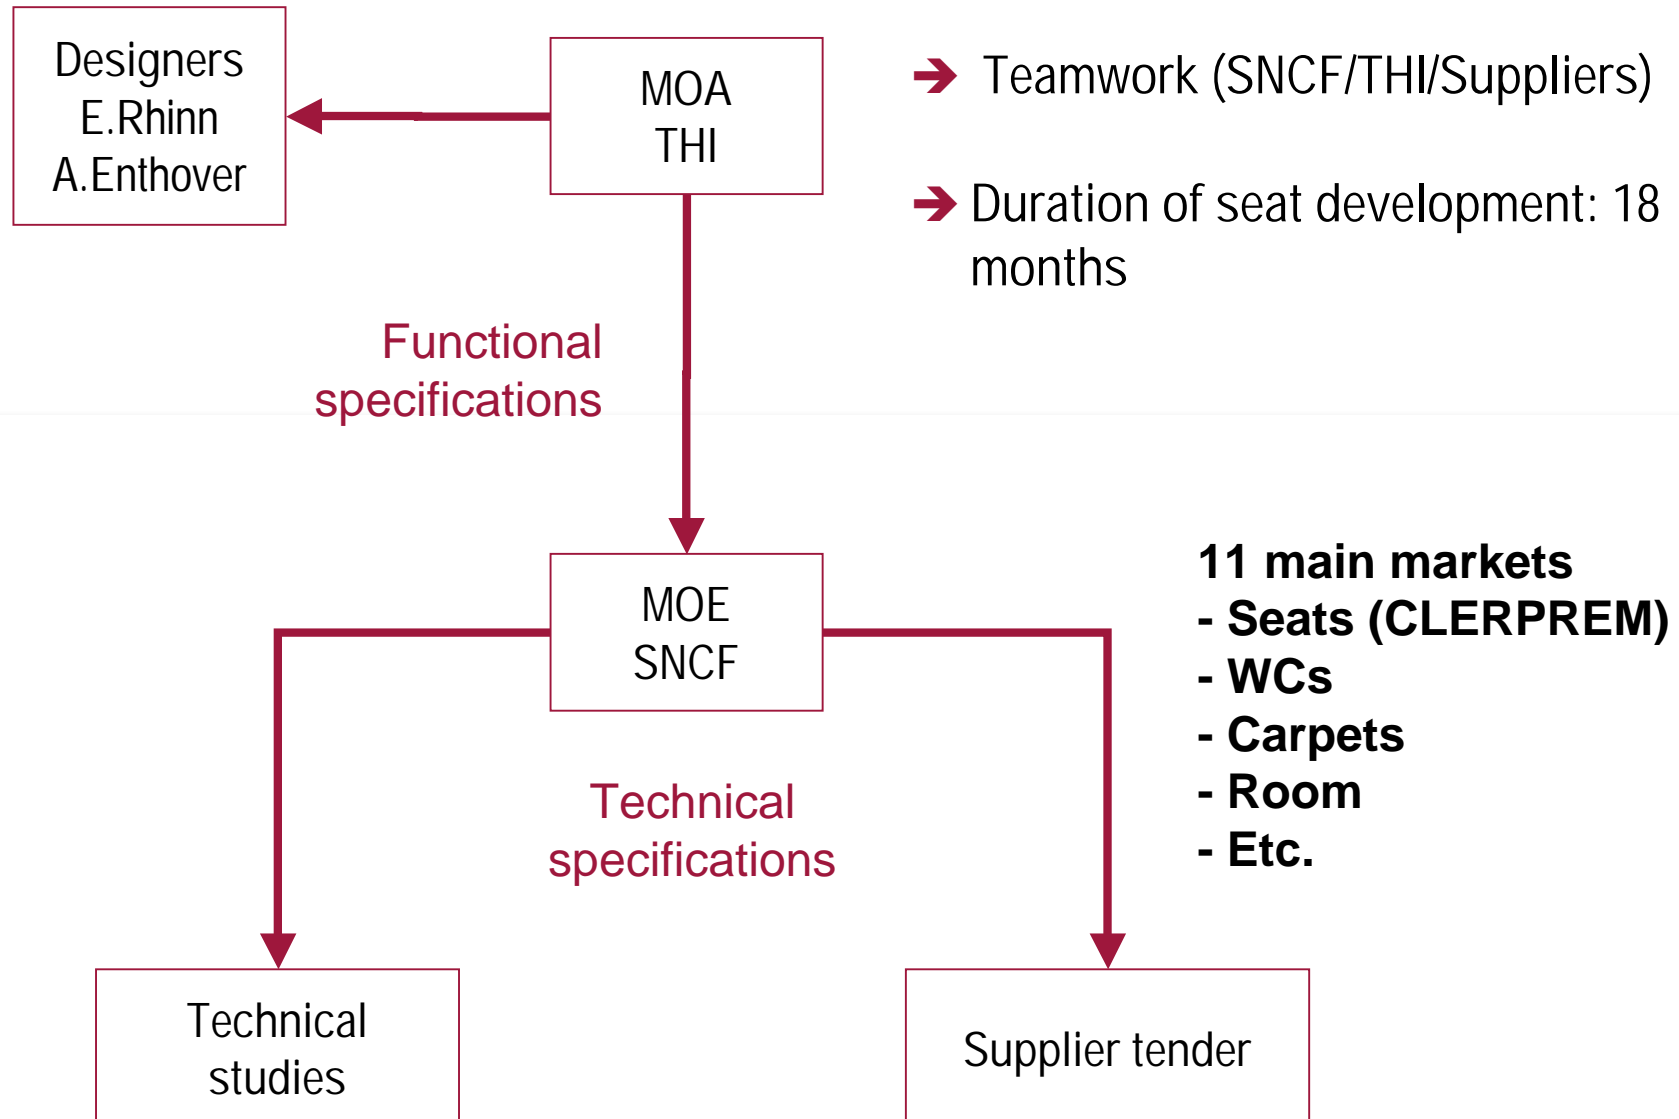 Designers
E.Rhinn
A.Enthover
MOA
THI
➔ Teamwork (SNCF/THI/Suppliers)
➔ Duration of seat development: 18
months
Functional
specifications
MOE
SNCF
11 main markets
- Seats (CLERPREM)
- WCs
- Carpets
- Room
- Etc.
Technical
specifications
Technical
studies
Supplier tender